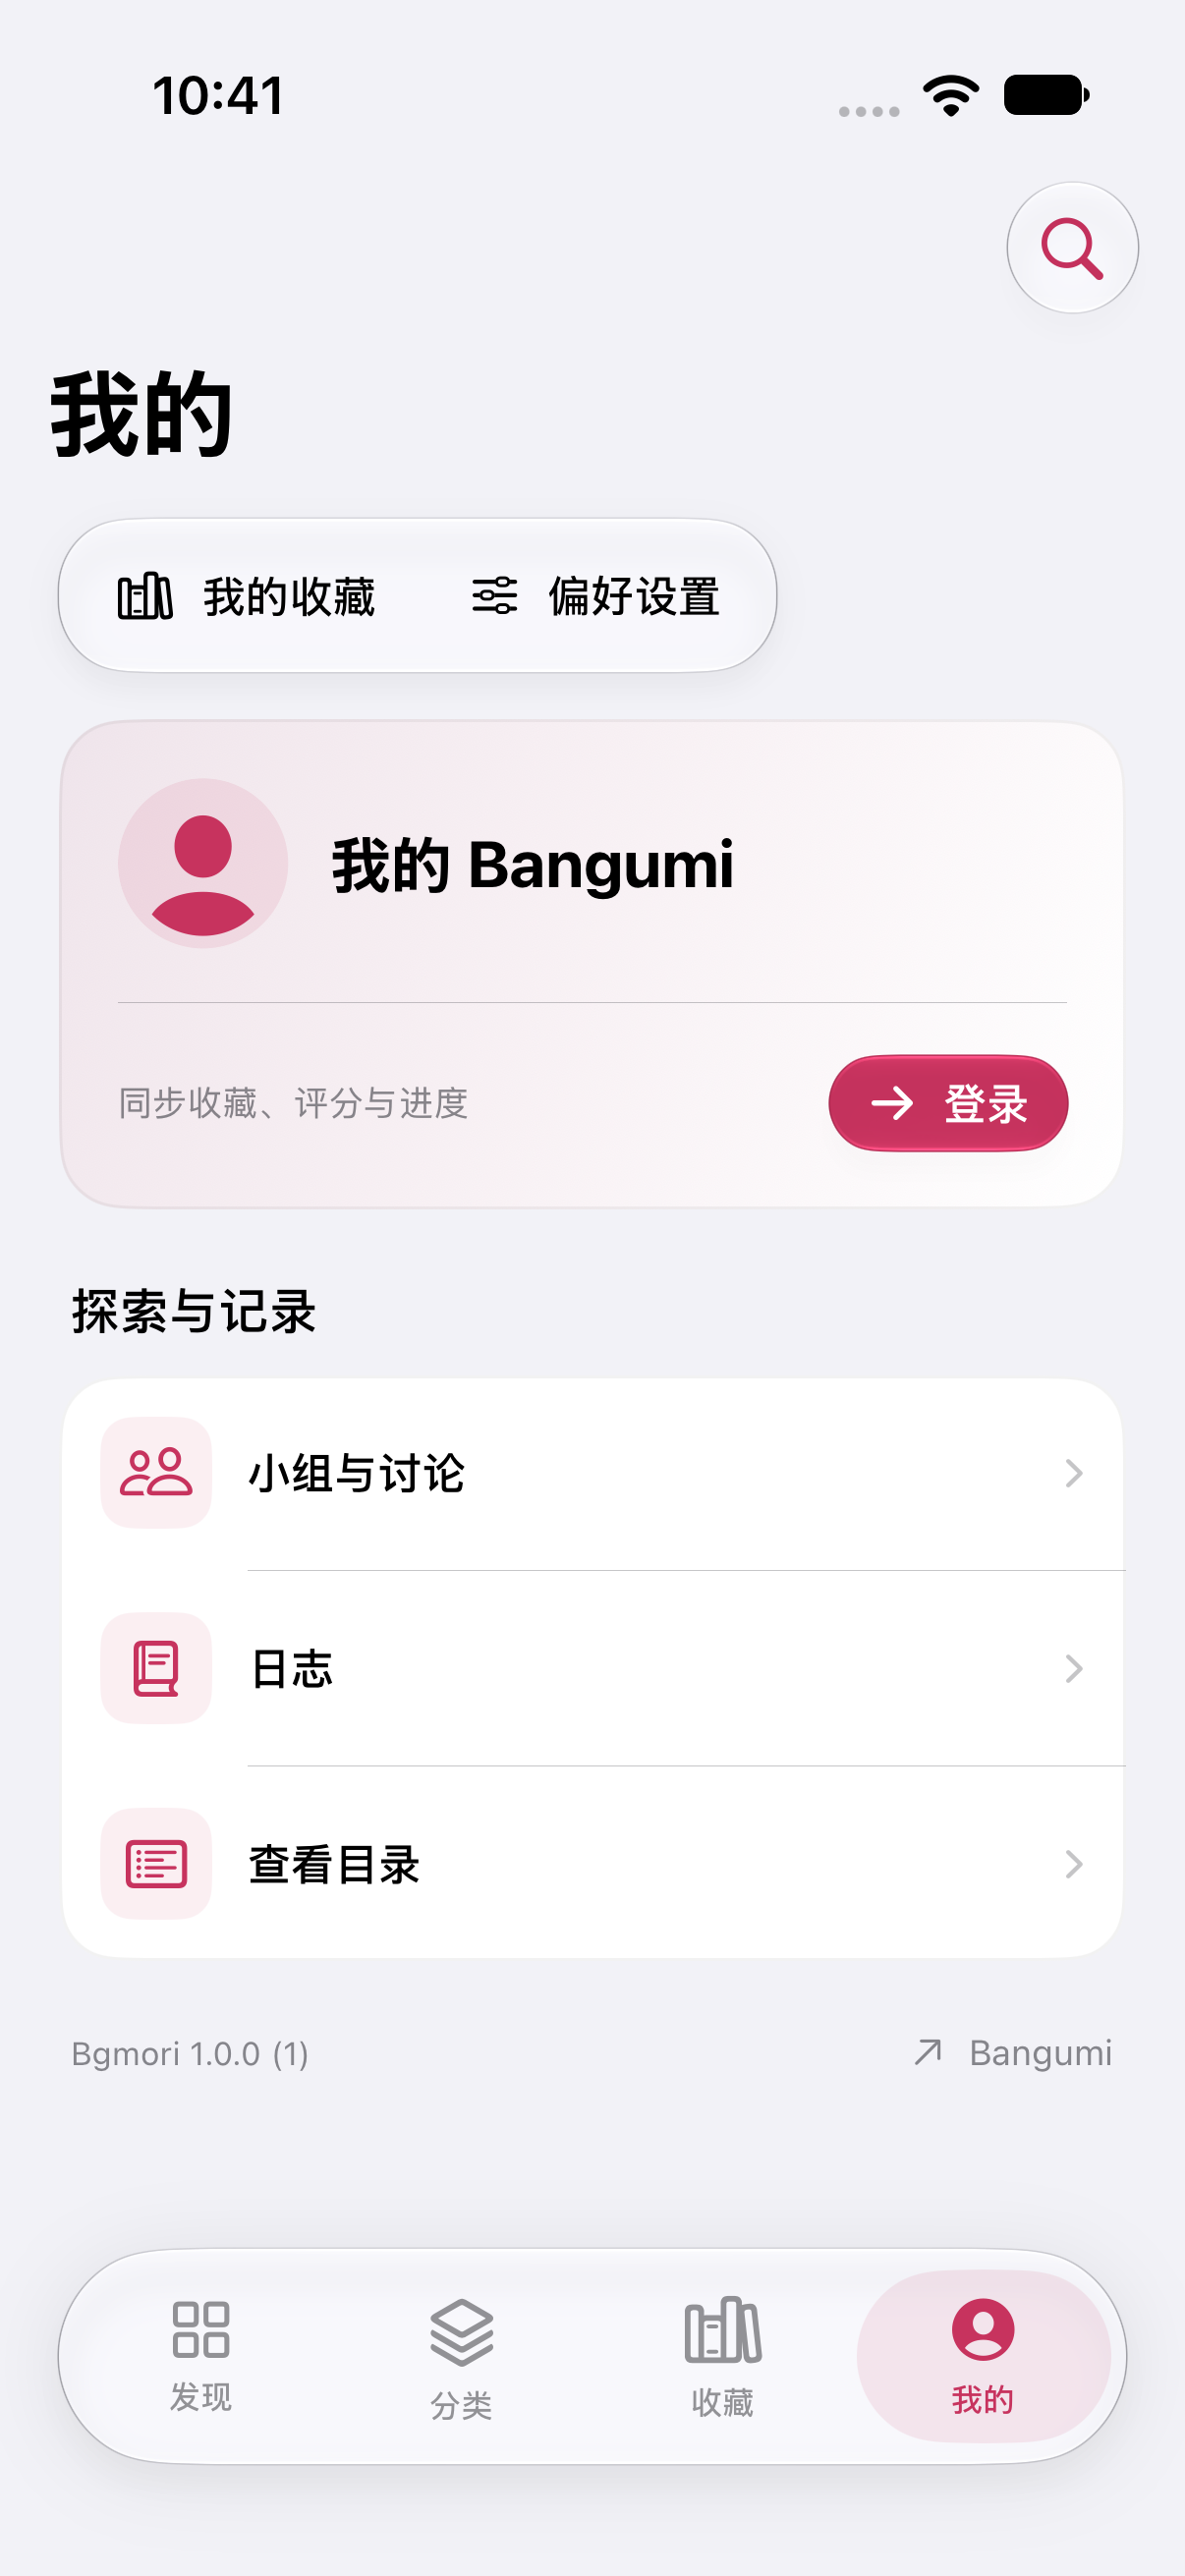 10:41
我的
我的收藏 偏好设置
我的 Bangumi
同步收藏、评分与进度 登录
探索与记录
小组与讨论
日志
查看目录
Bgmori 1.0.0 (1) Bangumi
发现 分类 收藏 我的